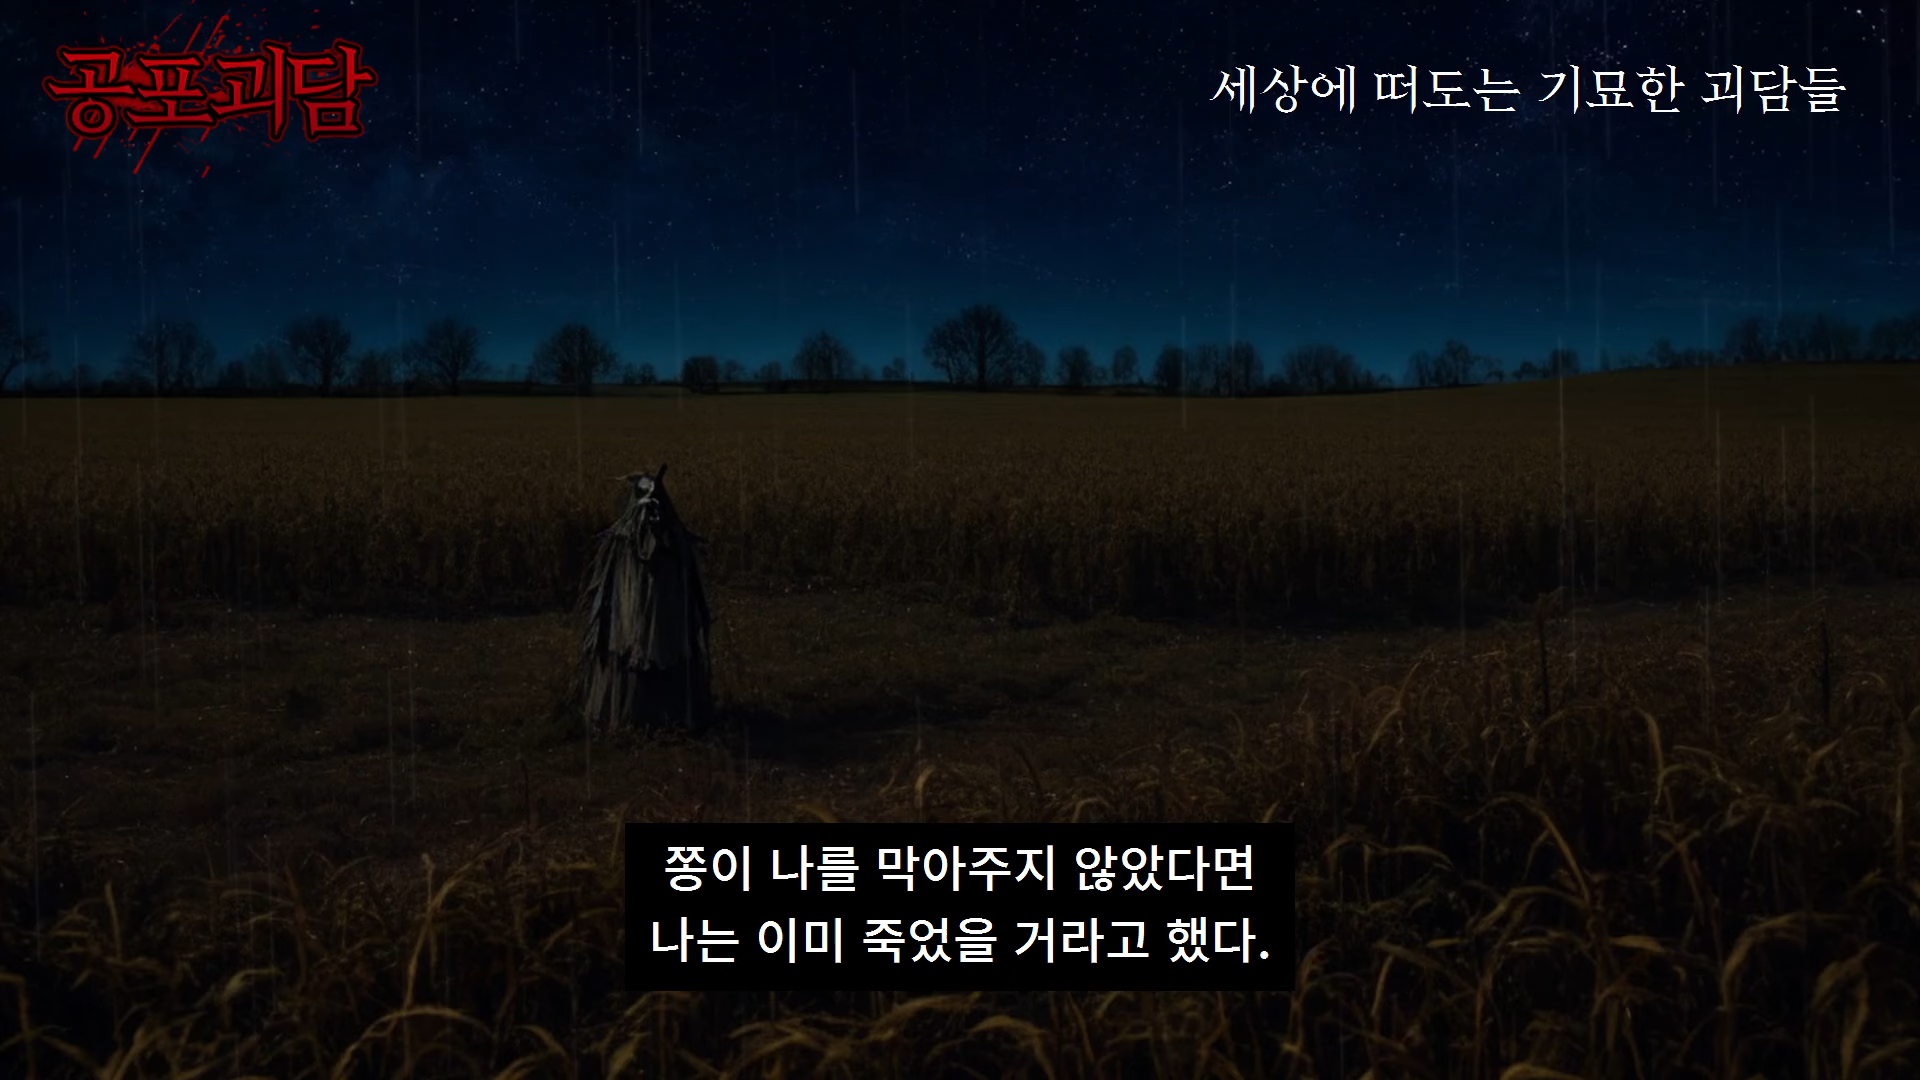 공포괴담
세상에 떠도는 기묘한 괴담들
쫑이 나를 막아주지 않았다면
나는 이미 죽었을 거라고 했다.